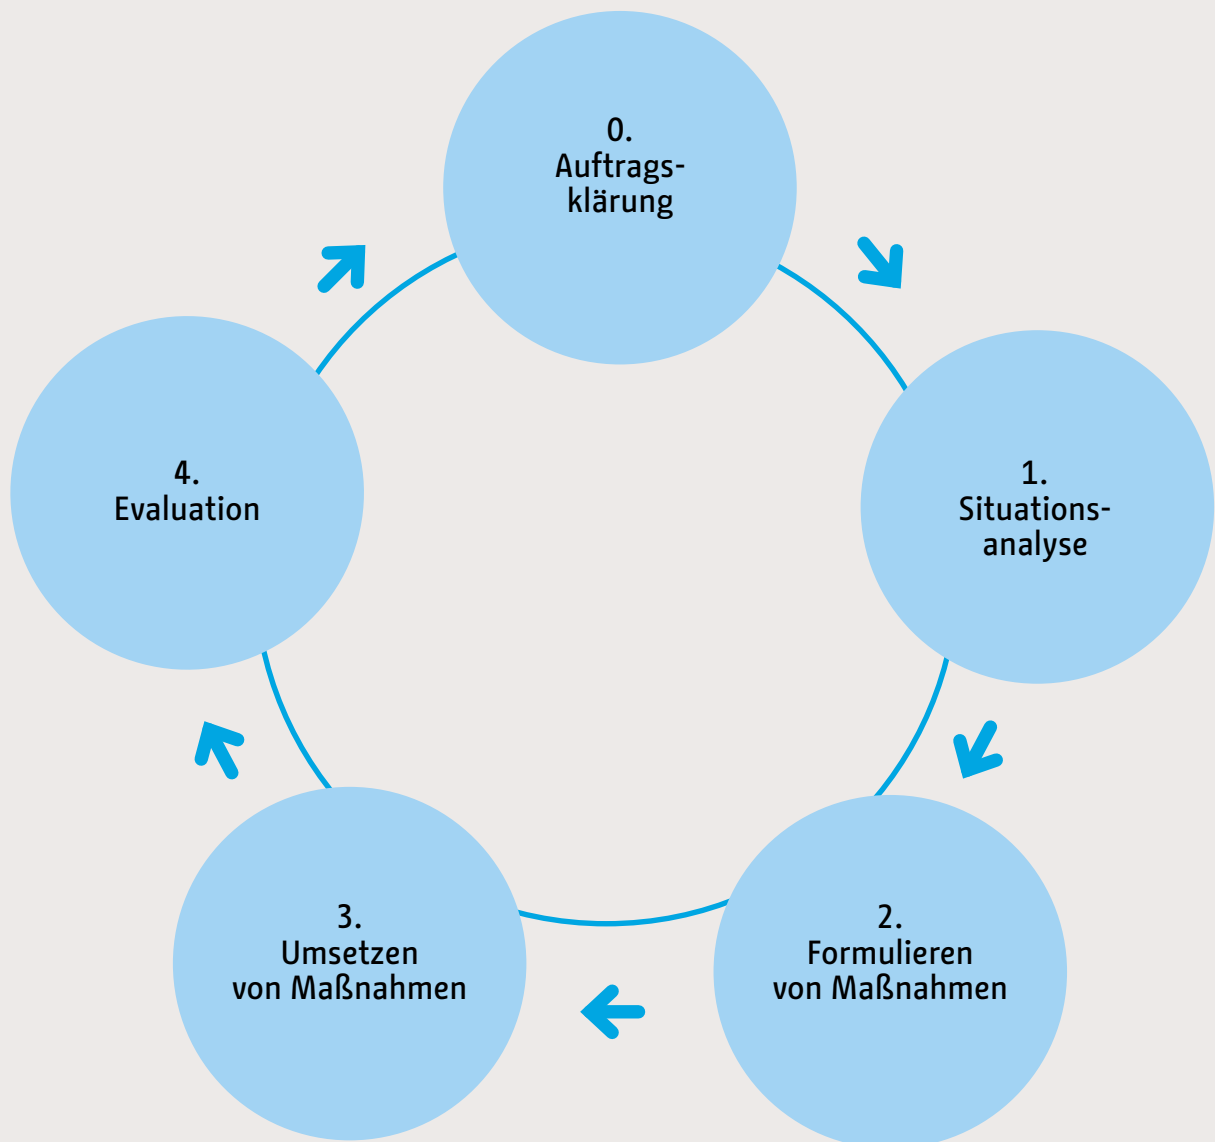 0.
Auftrags-
klärung
1.
Situations-
analyse
2.
Formulieren
von Maßnahmen
3.
Umsetzen
von Maßnahmen
4.
Evaluation